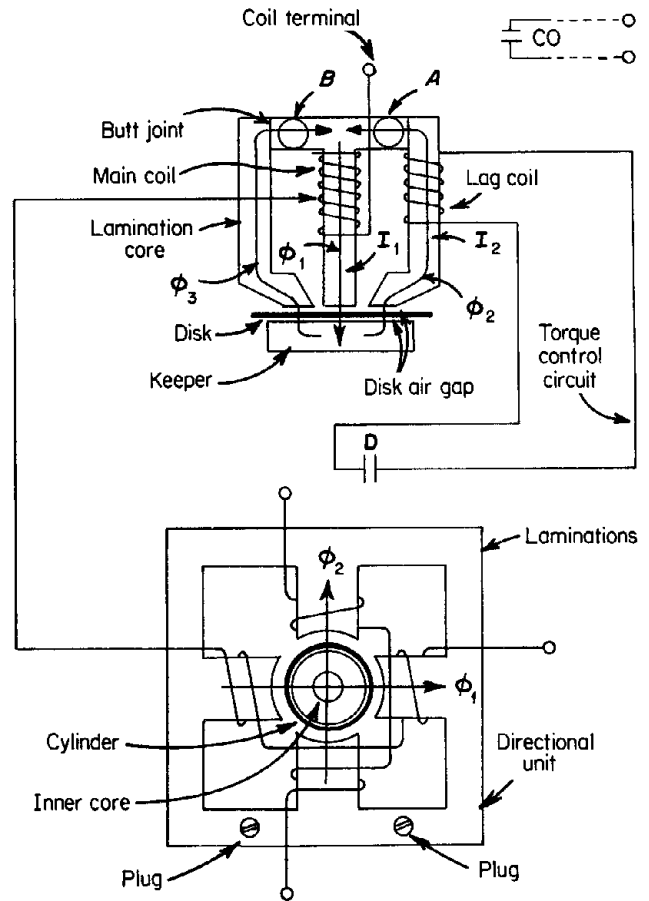 Coil terminal
CO
B
A
Butt joint
Main coil
Lag coil
Lamination
core
ϕ₁
I₁
I₂
ϕ₃
ϕ₂
Disk
Keeper
Disk air gap
Torque
control
circuit
D
Laminations
ϕ₂
ϕ₁
Cylinder
Directional
unit
Inner core
Plug
Plug